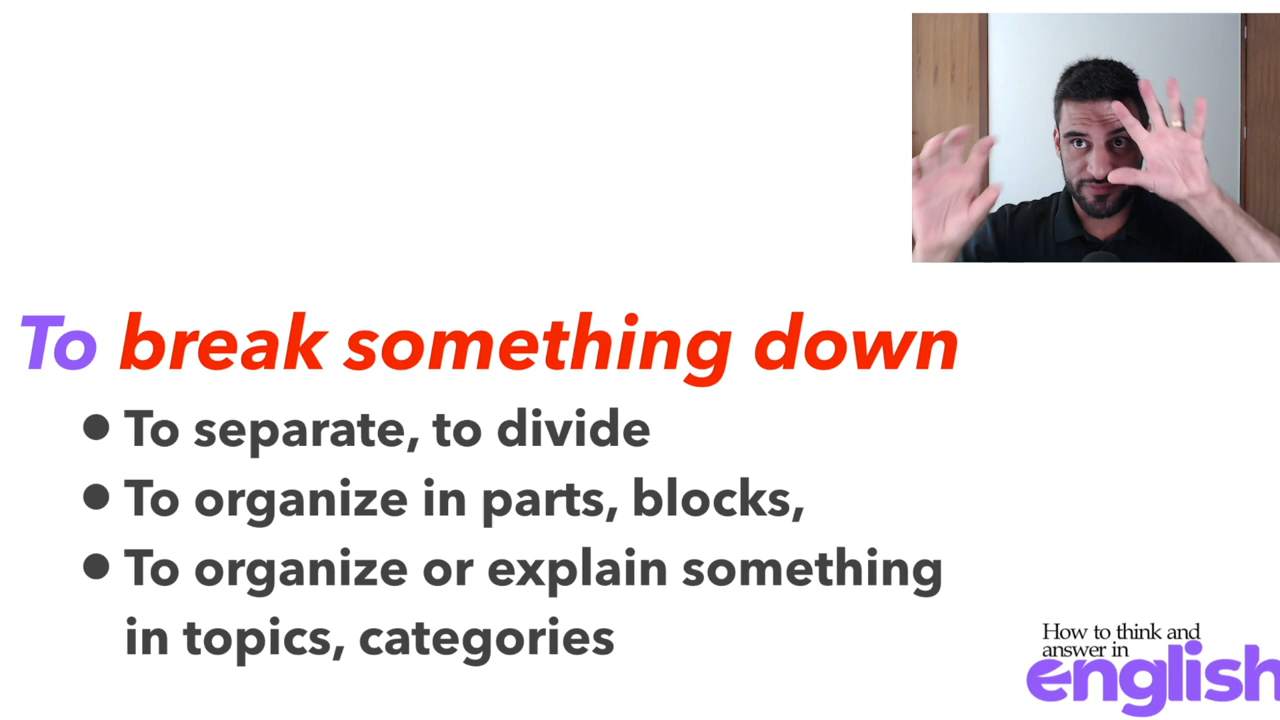 To break something down
• To separate, to divide
• To organize in parts, blocks,
• To organize or explain something
in topics, categories
How to think and
answer in
english